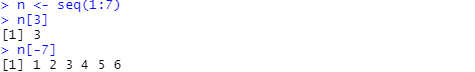 > n <- seq(1:7)
> n[3]
[1] 3
> n[-7]
[1] 1 2 3 4 5 6